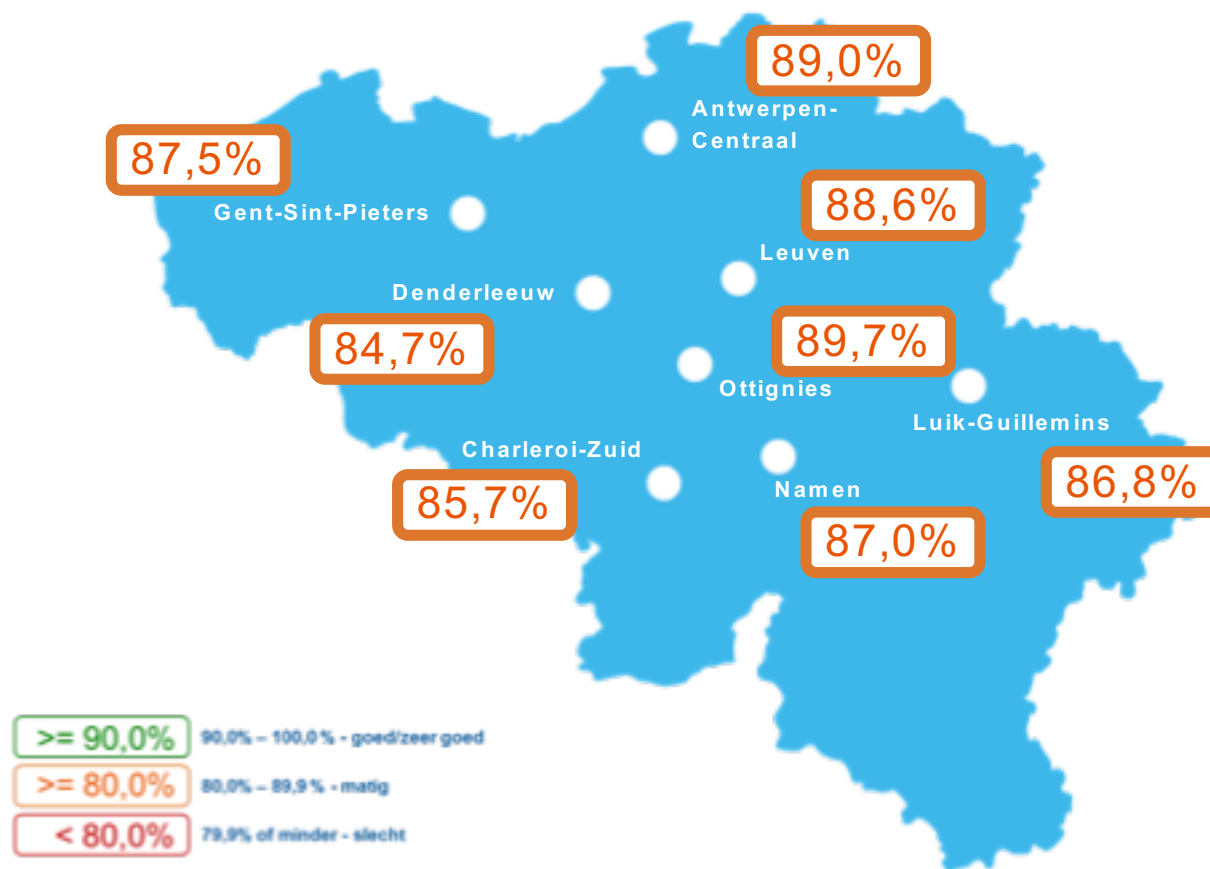 89,0%
Antwerpen-
Centraal
87,5%
Gent-Sint-Pieters
88,6%
Leuven
Denderleeuw
84,7%
89,7%
Ottignies
Luik-Guillemins
Charleroi-Zuid
85,7%
Namen
86,8%
87,0%
>= 90,0% 90,0% – 100,0 % - goed/zeer goed
>= 80,0% 80,0% – 89,9 % - matig
< 80,0% 79,9% of minder - slecht